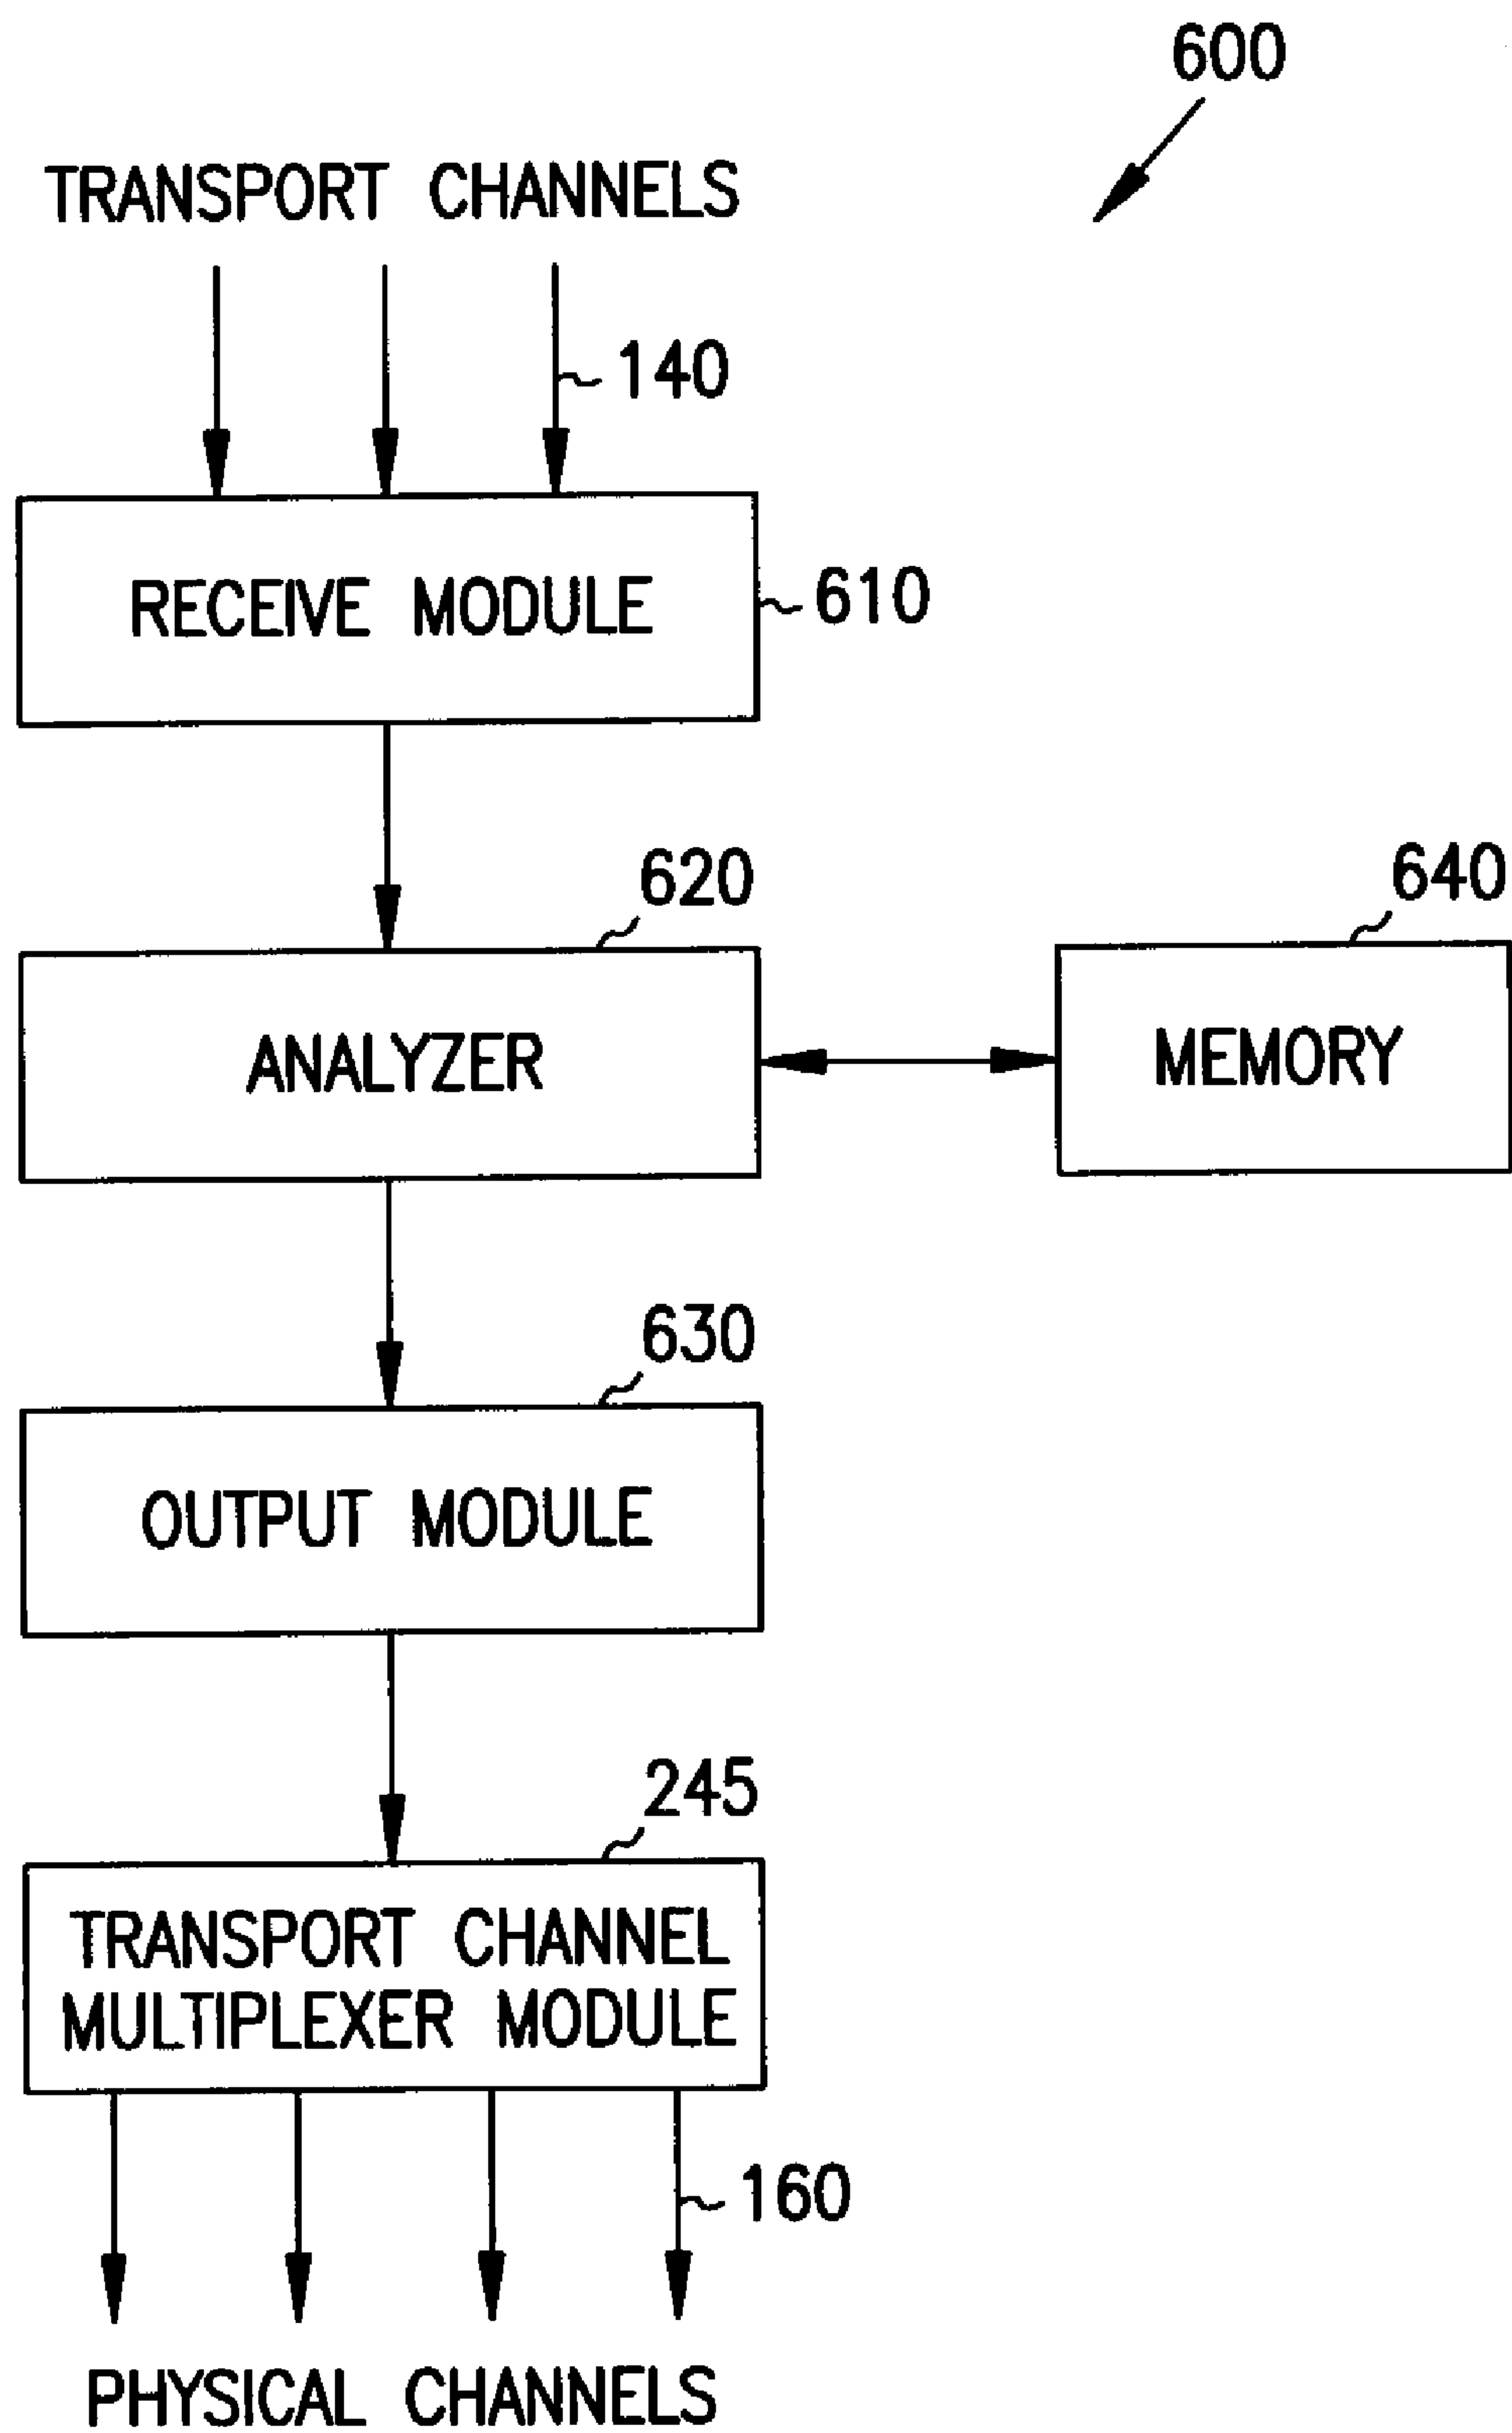 600
TRANSPORT CHANNELS
140
RECEIVE MODULE
610
620
640
ANALYZER
MEMORY
630
OUTPUT MODULE
245
TRANSPORT CHANNEL
MULTIPLEXER MODULE
160
PHYSICAL CHANNELS